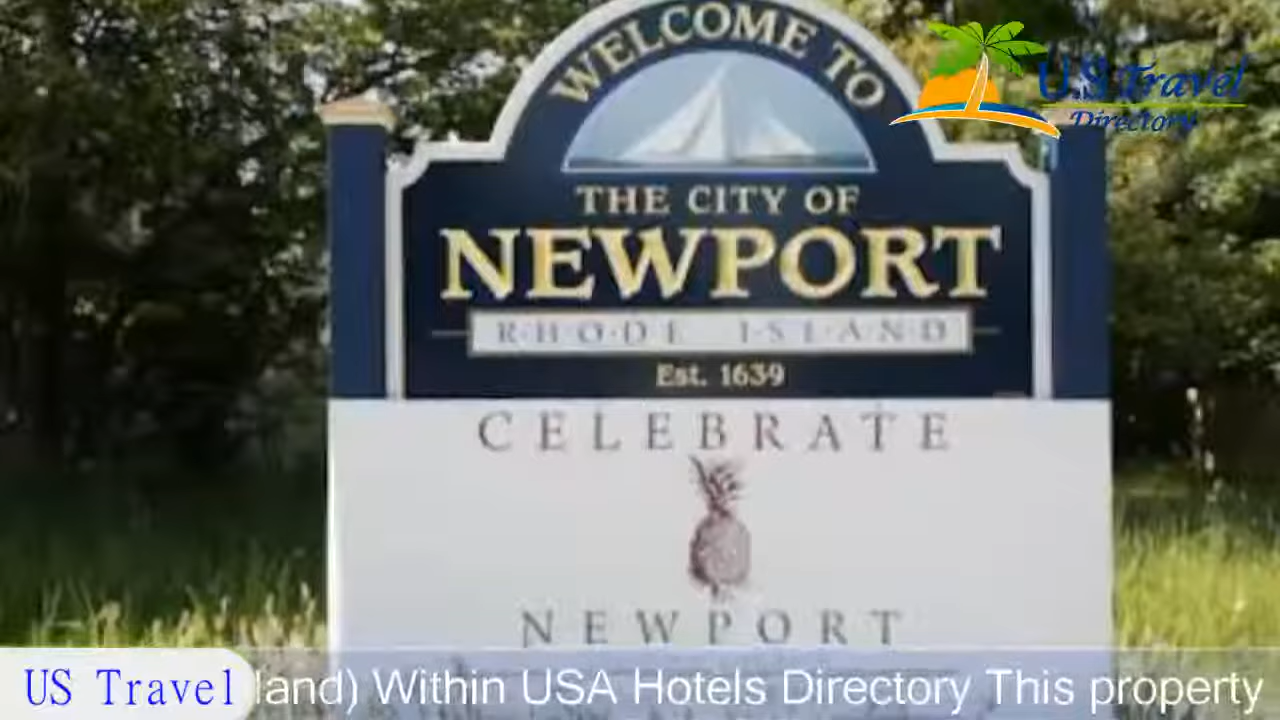 WELCOME TO
US Travel
Directory
THE CITY OF
NEWPORT
RHODE ISLAND
Est. 1639
CELEBRATE
NEWPORT
US Travel
land) Within USA Hotels Directory This property